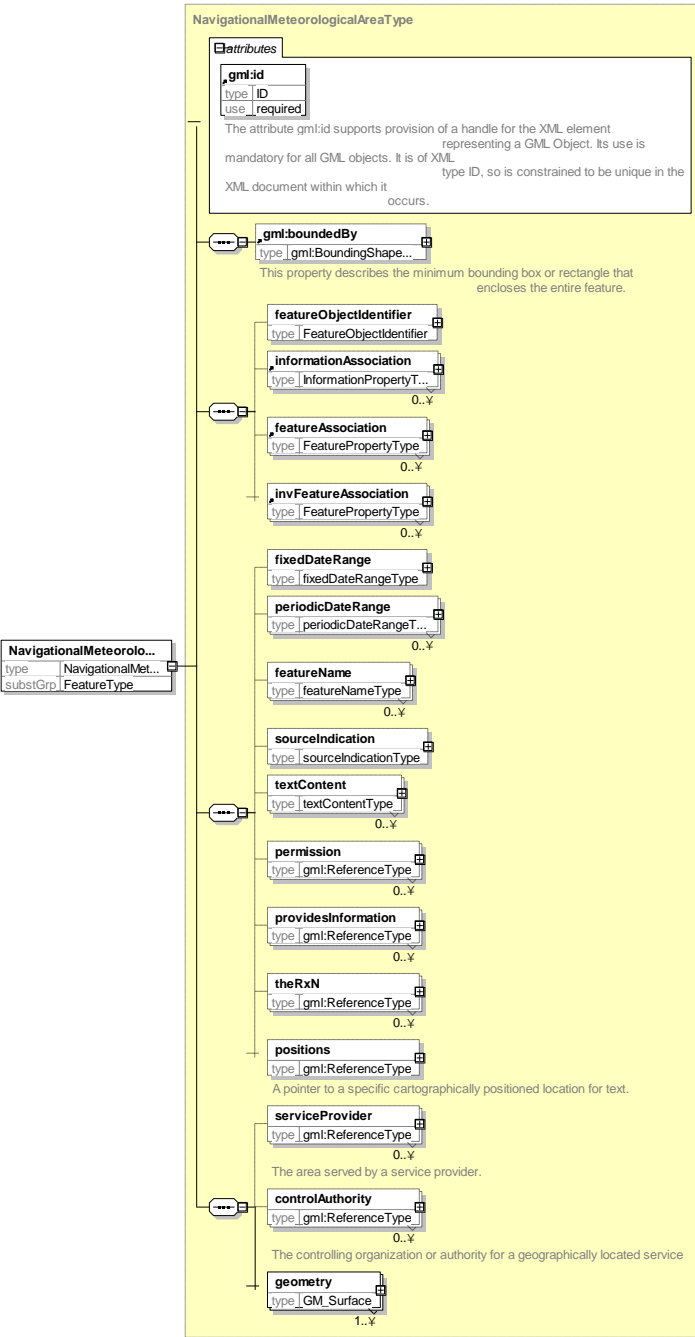 NavigationalMeteorologicalAreaType
attributes
gml:id
type ID
use required
The attribute gml:id supports provision of a handle for the XML element
representing a GML Object. Its use is
mandatory for all GML objects. It is of XML
type ID, so is constrained to be unique in the
XML document within which it
occurs.
gml:boundedBy
type gml:BoundingShape...
This property describes the minimum bounding box or rectangle that
encloses the entire feature.
featureObjectIdentifier
type FeatureObjectIdentifier
informationAssociation
type InformationPropertyT...
0..¥
featureAssociation
type FeaturePropertyType
0..¥
invFeatureAssociation
type FeaturePropertyType
0..¥
fixedDateRange
type fixedDateRangeType
periodicDateRange
type periodicDateRangeT...
0..¥
NavigationalMeteorolo...
type NavigationalMet...
substGrp FeatureType
featureName
type featureNameType
0..¥
sourceIndication
type sourceIndicationType
textContent
type textContentType
0..¥
permission
type gml:ReferenceType
0..¥
providesInformation
type gml:ReferenceType
0..¥
theRxN
type gml:ReferenceType
0..¥
positions
type gml:ReferenceType
A pointer to a specific cartographically positioned location for text.
serviceProvider
type gml:ReferenceType
0..¥
The area served by a service provider.
controlAuthority
type gml:ReferenceType
0..¥
The controlling organization or authority for a geographically located service
geometry
type GM_Surface
1..¥